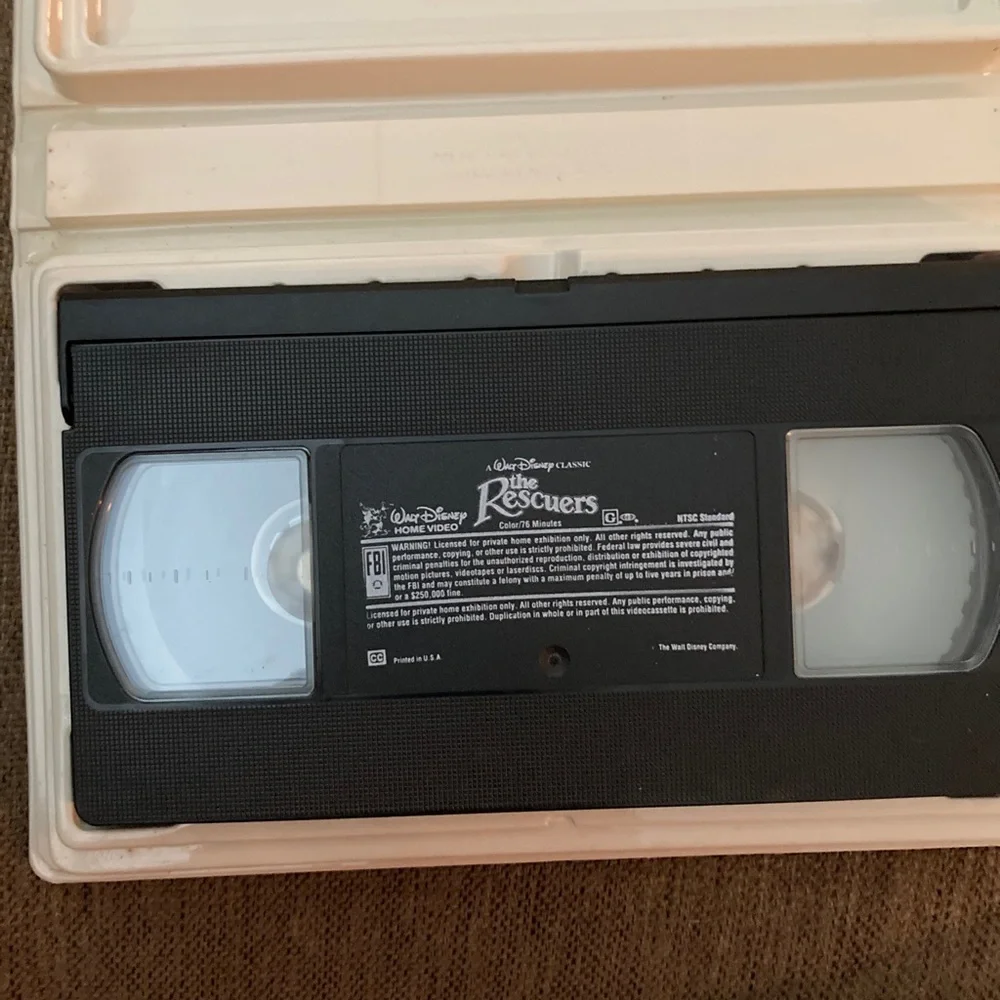 A WALT DISNEY CLASSIC
the
RESCUERS
WALT DISNEY
HOME VIDEO
Color/76 Minutes
G
NTSC Standard
FBI
WARNING! Licensed for private home exhibition only. All other rights reserved. Any public
performance, copying, or other use is strictly prohibited. Federal law provides severe civil and
criminal penalties for the unauthorized reproduction, distribution or exhibition of copyrighted
motion pictures, videotapes or laserdiscs. Criminal copyright infringement is investigated by
the FBI and may constitute a felony with a maximum penalty of up to five years in prison and/
or a $250,000 fine.
Licensed for private home exhibition only. All other rights reserved. Any public performance, copying,
or other use is strictly prohibited. Duplication in whole or in part of this videocassette is prohibited.
CC
Printed in U.S.A.
The Walt Disney Company.